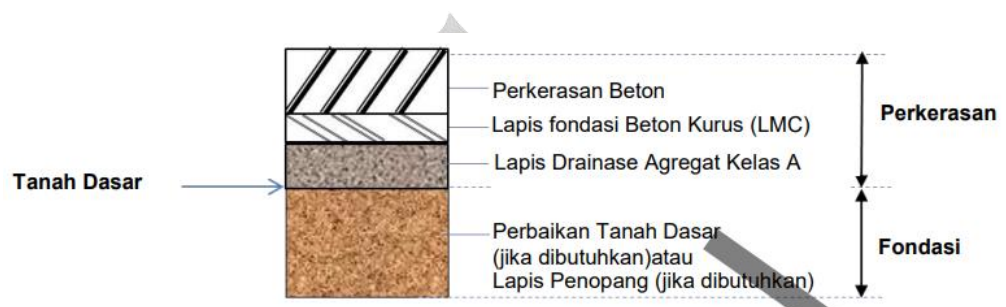 Perkerasan Beton
Lapis fondasi Beton Kurus (LMC)
Perkerasan
Lapis Drainase Agregat Kelas A
Tanah Dasar
Perbaikan Tanah Dasar
(jika dibutuhkan)atau
Lapis Penopang (jika dibutuhkan)
Fondasi